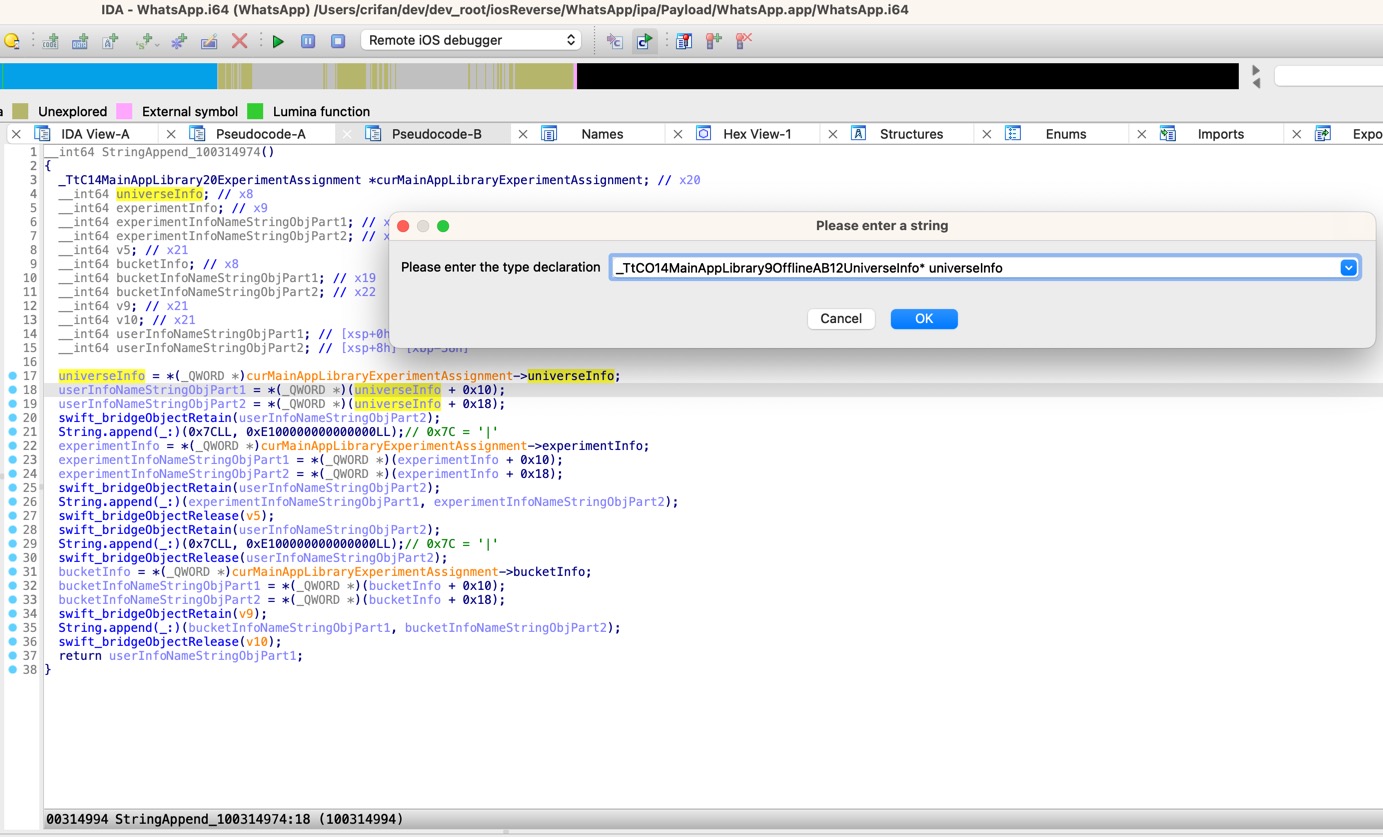 IDA - WhatsApp.i64 (WhatsApp) /Users/crifan/dev/dev_root/iosReverse/WhatsApp/ipa/Payload/WhatsApp.app/WhatsApp.i64
Remote iOS debugger
a Unexplored External symbol Lumina function
IDA View-A Pseudocode-A Pseudocode-B Names Hex View-1 Structures Enums Imports Expo
1 __int64 StringAppend_100314974()
2 {
3 _TtC14MainAppLibrary20ExperimentAssignment *curMainAppLibraryExperimentAssignment; // x20
4 __int64 universeInfo; // x8
5 __int64 experimentInfo; // x9
6 __int64 experimentInfoNameStringObjPart1; // x
7 __int64 experimentInfoNameStringObjPart2; // x
8 __int64 v5; // x21
9 __int64 bucketInfo; // x8
10 __int64 bucketInfoNameStringObjPart1; // x19
11 __int64 bucketInfoNameStringObjPart2; // x22
12 __int64 v9; // x21
13 __int64 v10; // x21
14 __int64 userInfoNameStringObjPart1; // [xsp+0h
15 __int64 userInfoNameStringObjPart2; // [xsp+8h] [xbp-58h]
16
17 universeInfo = *(_QWORD *)curMainAppLibraryExperimentAssignment->universeInfo;
18 userInfoNameStringObjPart1 = *(_QWORD *)(universeInfo + 0x10);
19 userInfoNameStringObjPart2 = *(_QWORD *)(universeInfo + 0x18);
20 swift_bridgeObjectRetain(userInfoNameStringObjPart2);
21 String.append(_:)(0x7CLL, 0xE100000000000000LL);// 0x7C = '|'
22 experimentInfo = *(_QWORD *)curMainAppLibraryExperimentAssignment->experimentInfo;
23 experimentInfoNameStringObjPart1 = *(_QWORD *)(experimentInfo + 0x10);
24 experimentInfoNameStringObjPart2 = *(_QWORD *)(experimentInfo + 0x18);
25 swift_bridgeObjectRetain(userInfoNameStringObjPart2);
26 String.append(_:)(experimentInfoNameStringObjPart1, experimentInfoNameStringObjPart2);
27 swift_bridgeObjectRelease(v5);
28 swift_bridgeObjectRetain(userInfoNameStringObjPart2);
29 String.append(_:)(0x7CLL, 0xE100000000000000LL);// 0x7C = '|'
30 swift_bridgeObjectRelease(userInfoNameStringObjPart2);
31 bucketInfo = *(_QWORD *)curMainAppLibraryExperimentAssignment->bucketInfo;
32 bucketInfoNameStringObjPart1 = *(_QWORD *)(bucketInfo + 0x10);
33 bucketInfoNameStringObjPart2 = *(_QWORD *)(bucketInfo + 0x18);
34 swift_bridgeObjectRetain(v9);
35 String.append(_:)(bucketInfoNameStringObjPart1, bucketInfoNameStringObjPart2);
36 swift_bridgeObjectRelease(v10);
37 return userInfoNameStringObjPart1;
38 }
Please enter a string
Please enter the type declaration _TtCO14MainAppLibrary9OfflineAB12UniverseInfo* universeInfo
Cancel OK
00314994 StringAppend_100314974:18 (100314994)